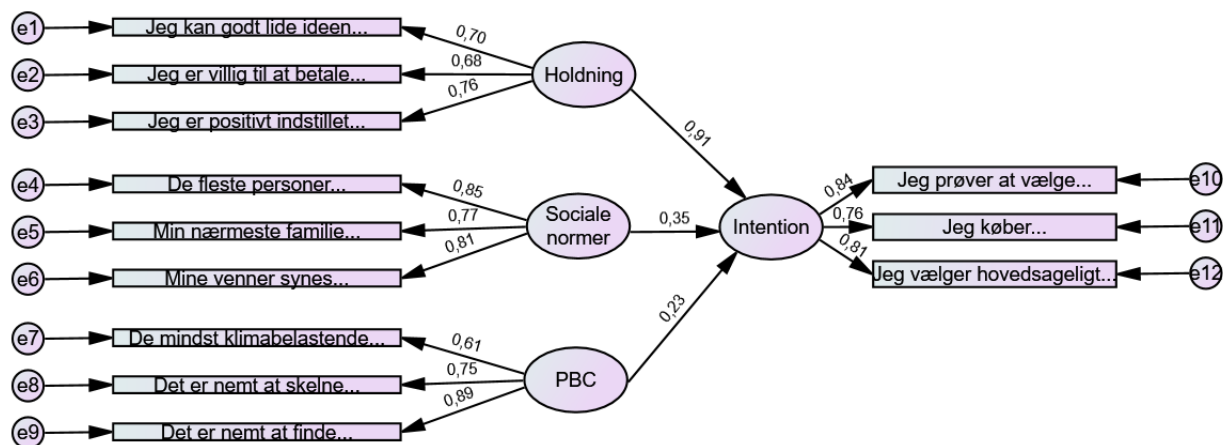 e1
Jeg kan godt lide ideen...
0,70
e2
Jeg er villig til at betale...
0,68
Holdning
e3
Jeg er positivt indstillet...
0,76
0,91
e4
De fleste personer...
0,85
e5
Min nærmeste familie...
0,77
Sociale
normer
0,35
e6
Mine venner synes...
0,81
Intention
0,84
Jeg prøver at vælge...
e10
0,76
Jeg køber...
e11
0,81
Jeg vælger hovedsageligt...
e12
e7
De mindst klimabelastende...
0,61
e8
Det er nemt at skelne...
0,75
PBC
0,23
e9
Det er nemt at finde...
0,89